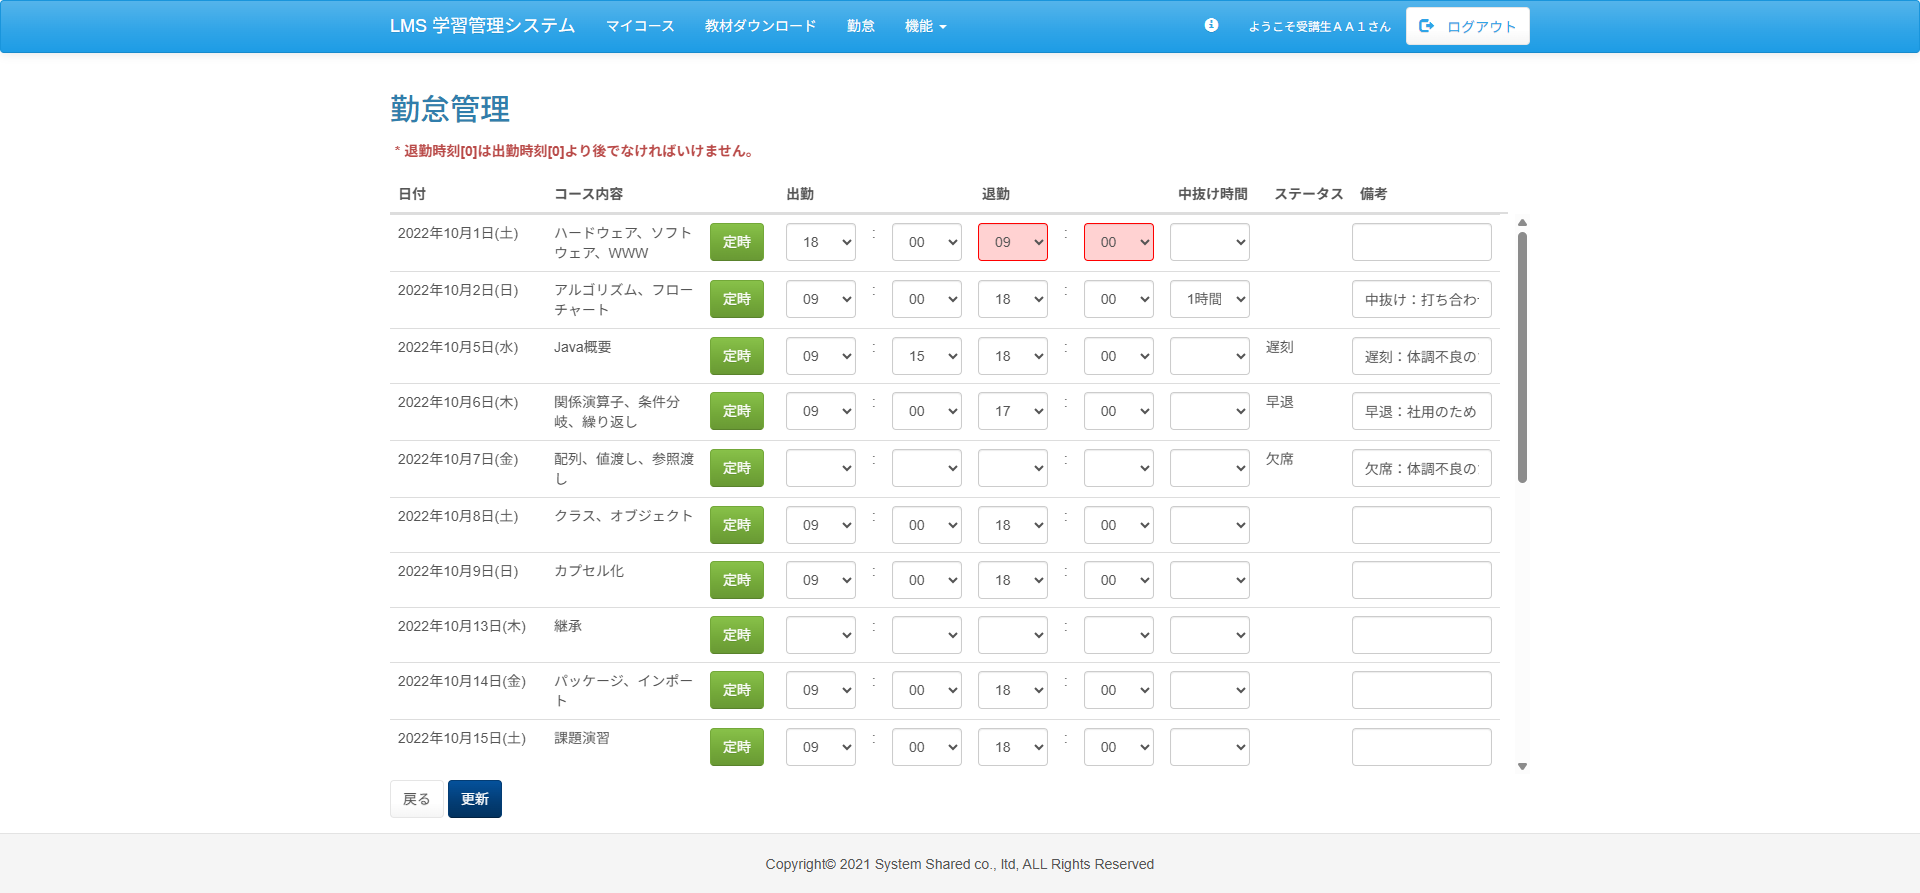 LMS 学習管理システム マイコース 教材ダウンロード 勤怠 機能 ようこそ受講生ＡＡ１さん ログアウト
勤怠管理
* 退勤時刻[0]は出勤時刻[0]より後でなければいけません。
日付 コース内容 出勤 退勤 中抜け時間 ステータス 備考
2022年10月1日(土) ハードウェア、ソフト 定時 18 : 00 09 : 00
ウェア、WWW
2022年10月2日(日) アルゴリズム、フロー 定時 09 : 00 18 : 00 1時間 中抜け：打ち合わ
チャート
2022年10月5日(水) Java概要 定時 09 : 15 18 : 00 遅刻 遅刻：体調不良の
2022年10月6日(木) 関係演算子、条件分 定時 09 : 00 17 : 00 早退 早退：社用のため
岐、繰り返し
2022年10月7日(金) 配列、値渡し、参照渡 定時 : : 欠席 欠席：体調不良の
し
2022年10月8日(土) クラス、オブジェクト 定時 09 : 00 18 : 00
2022年10月9日(日) カプセル化 定時 09 : 00 18 : 00
2022年10月13日(木) 継承 定時 : :
2022年10月14日(金) パッケージ、インポー 定時 09 : 00 18 : 00
ト
2022年10月15日(土) 課題演習 定時 09 : 00 18 : 00
戻る 更新
Copyright© 2021 System Shared co., ltd, ALL Rights Reserved